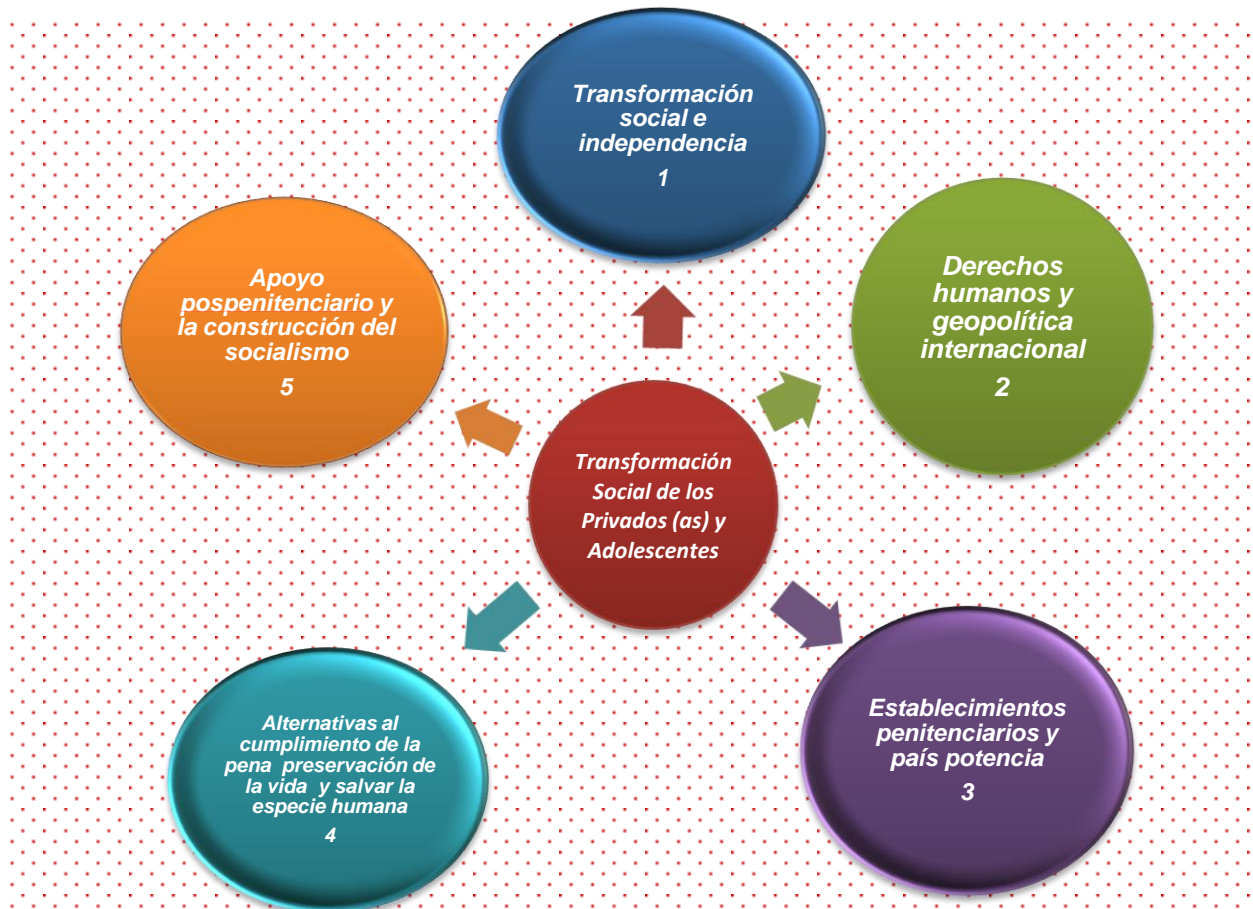 Transformación
social e
independencia
1
Derechos
humanos y
geopolítica
internacional
2
Establecimientos
penitenciarios y
país potencia
3
Alternativas al
cumplimiento de la
pena preservación de
la vida y salvar la
especie humana
4
Apoyo
pospenitenciario y
la construcción del
socialismo
5
Transformación
Social de los
Privados (as) y
Adolescentes